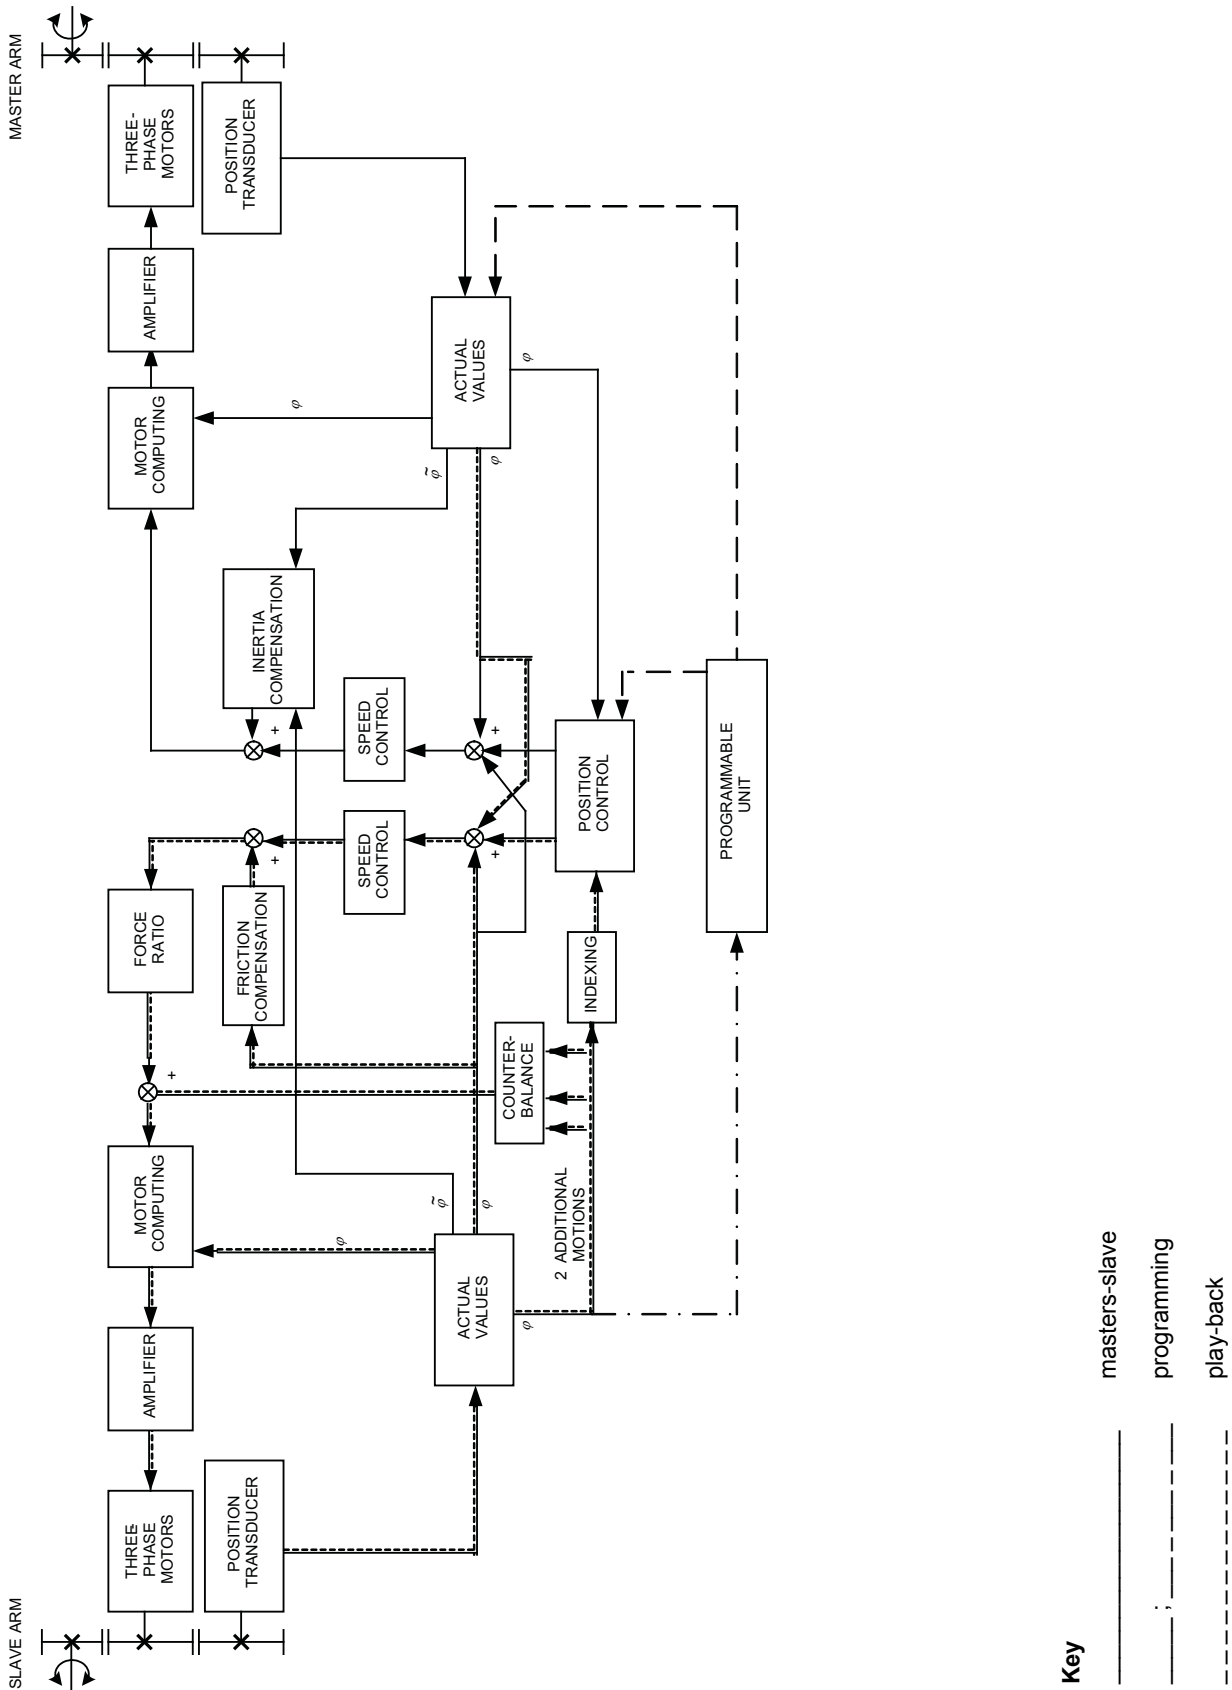 SLAVE ARM
MASTER ARM
THREE-
PHASE
MOTORS
AMPLIFIER
MOTOR
COMPUTING
+
FORCE
RATIO
MOTOR
COMPUTING
AMPLIFIER
THREE-
PHASE
MOTORS
POSITION
TRANSDUCER
FRICTION
COMPENSATION
+
+
INERTIA
COMPENSATION
POSITION
TRANSDUCER
φ
φ
SPEED
CONTROL
SPEED
CONTROL
ACTUAL
VALUES
φ̃
φ
φ
COUNTER-
BALANCE
+
+
φ̃
φ
ACTUAL
VALUES
φ
2 ADDITIONAL
MOTIONS
INDEXING
POSITION
CONTROL
PROGRAMMABLE
UNIT
Key
masters-slave
; programming
play-back